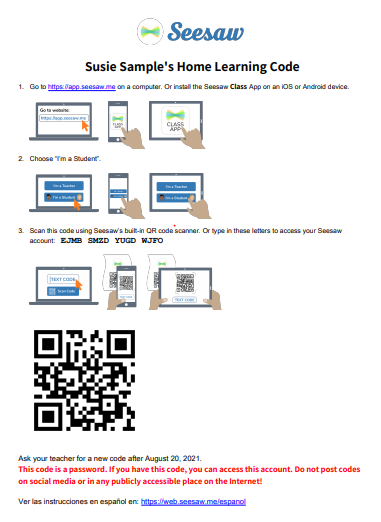 Seesaw
Susie Sample's Home Learning Code
1. Go to https://app.seesaw.me on a computer. Or install the Seesaw Class App on an iOS or Android device.
Go to website:
https://app.seesaw.me
CLASS APP
CLASS
APP
2. Choose "I'm a Student".
I'm a Teacher
I'm a Student
I'm a Teacher
I'm a Student
3. Scan this code using Seesaw's built-in QR code scanner. Or type in these letters to access your Seesaw
account: EJMB SMZD YUGD WJFO
TEXT CODE
Scan Code
TEXT CODE
Ask your teacher for a new code after August 20, 2021.
This code is a password. If you have this code, you can access this account. Do not post codes
on social media or in any publicly accessible place on the Internet!
Ver las instrucciones en español en: https://web.seesaw.me/espanol